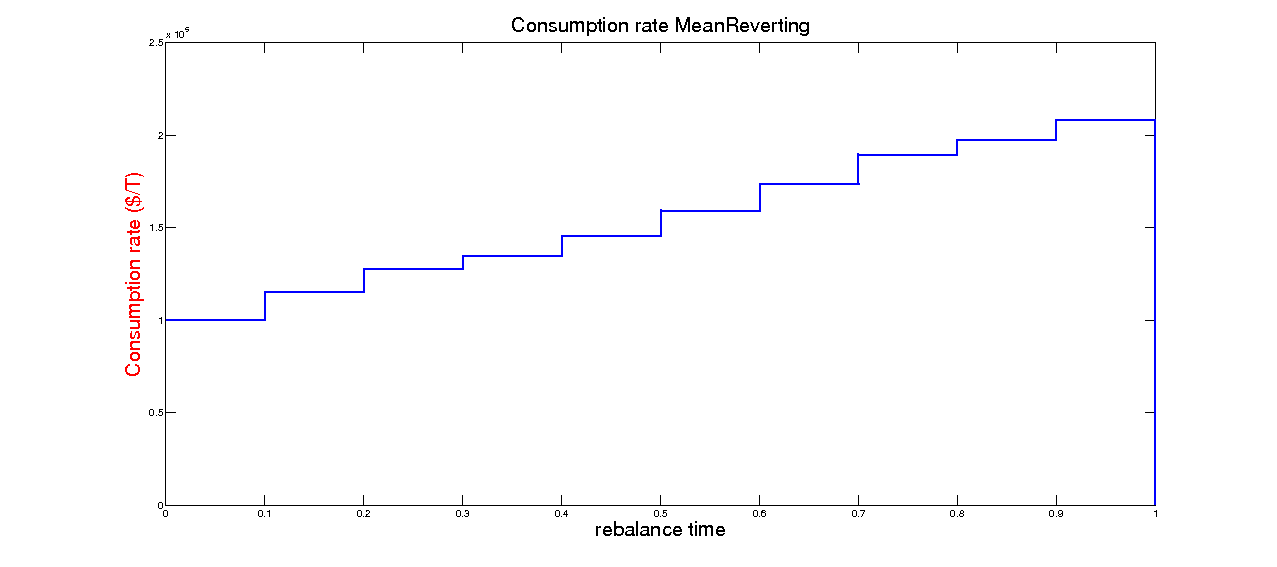 Consumption rate MeanReverting
x 10^5
2.5
2
1.5
1
0.5
0
Consumption rate ($/T)
0 0.1 0.2 0.3 0.4 0.5 0.6 0.7 0.8 0.9 1
rebalance time